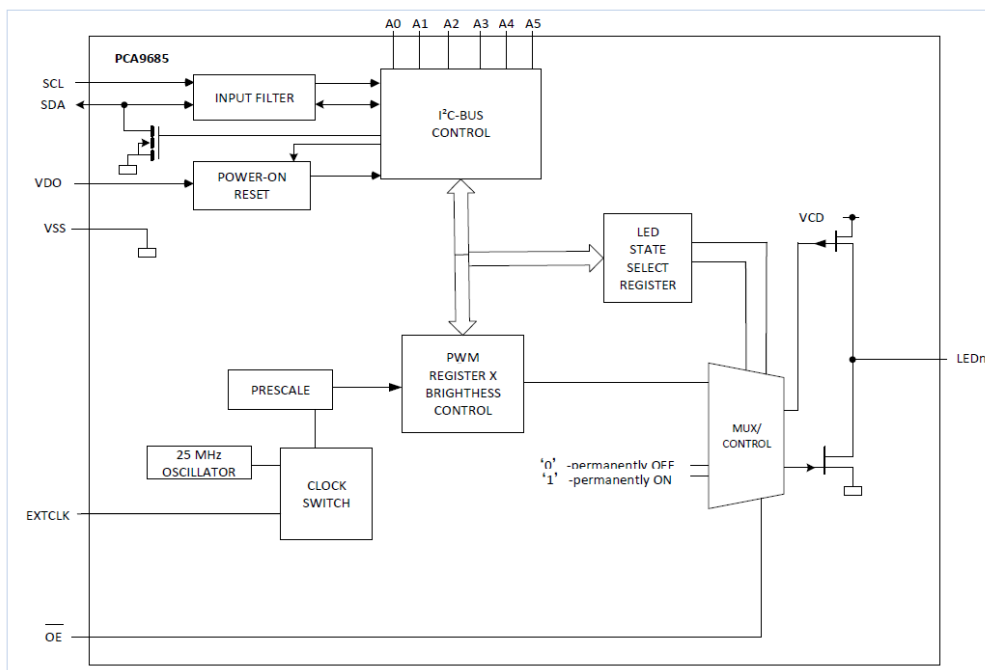 A0 A1 A2 A3 A4 A5
PCA9685
SCL
SDA
INPUT FILTER
I²C-BUS
CONTROL
VDO
POWER-ON
RESET
VSS
LED
STATE
SELECT
REGISTER
VCD
PWM
REGISTER X
BRIGHTNESS
CONTROL
LEDn
PRESCALE
MUX/
CONTROL
25 MHz
OSCILLATOR
CLOCK
SWITCH
‘0’ -permanently OFF
‘1’ -permanently ON
EXTCLK
OE